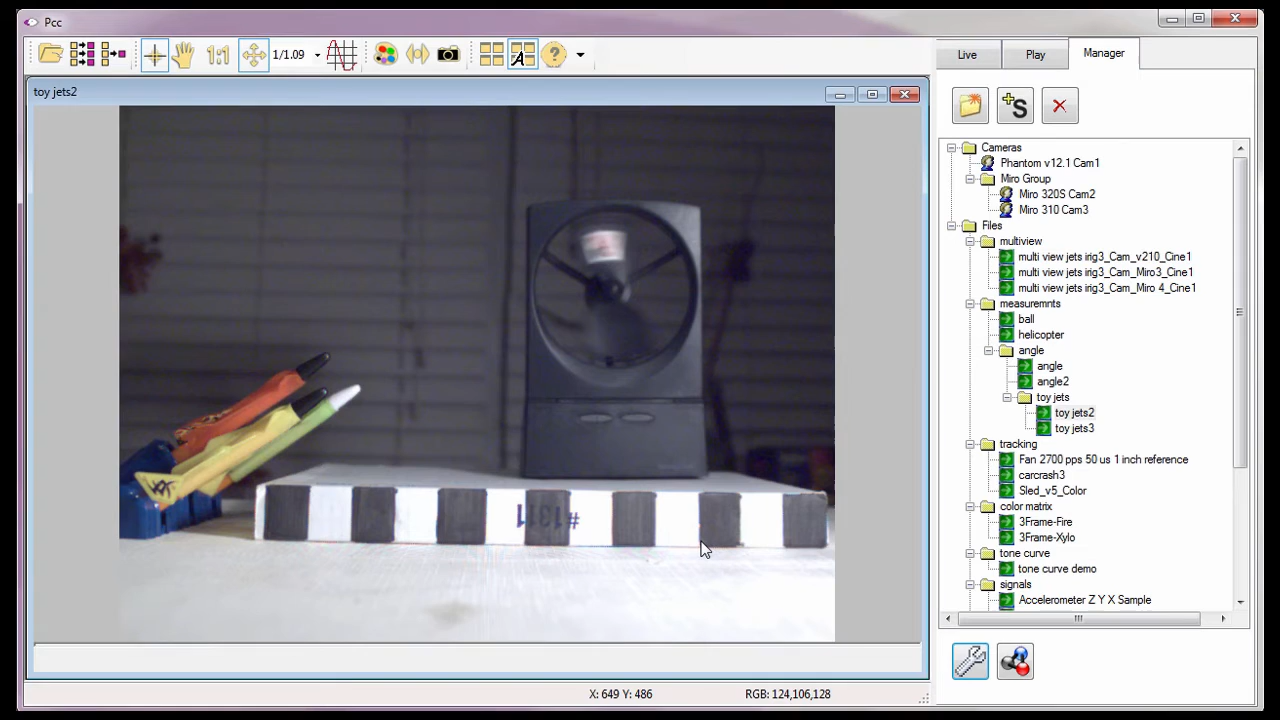 Pcc
1:1
1/1.09
A
?
toy jets2
1 #
X: 649 Y: 486
RGB: 124,106,128
Live
Play
Manager
+S
Cameras
Phantom v12.1 Cam1
Miro Group
Miro 320S Cam2
Miro 310 Cam3
Files
multiview
multi view jets irig3_Cam_v210_Cine1
multi view jets irig3_Cam_Miro3_Cine1
multi view jets irig3_Cam_Miro 4_Cine1
measuremnts
ball
helicopter
angle
angle
angle2
toy jets
toy jets2
toy jets3
tracking
Fan 2700 pps 50 us 1 inch reference
carcrash3
Sled_v5_Color
color matrix
3Frame-Fire
3Frame-Xylo
tone curve
tone curve demo
signals
Accelerometer Z Y X Sample